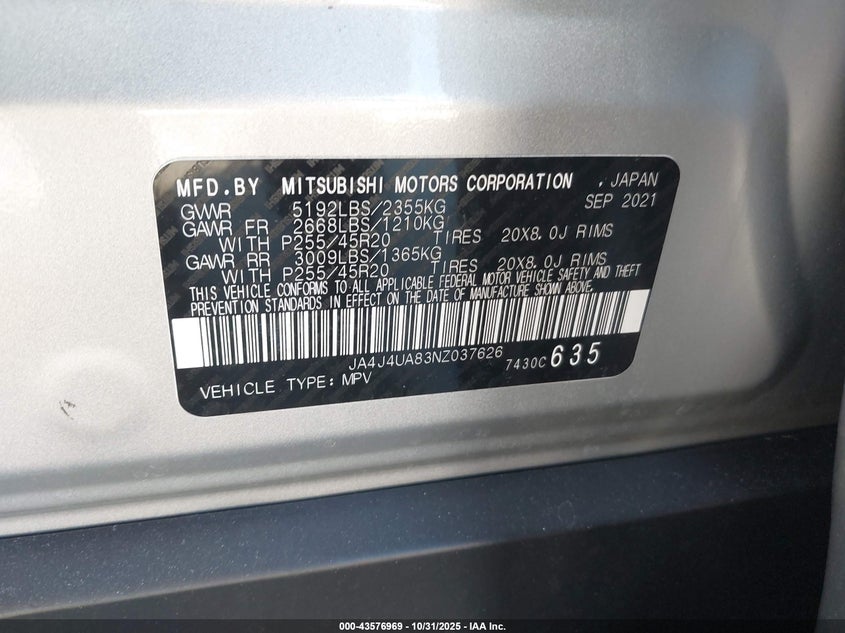 MFD.BY MITSUBISHI MOTORS CORPORATION , JAPAN
GVWR 5192LBS/2355KG SEP 2021
GAWR FR 2668LBS/1210KG
WITH P255/45R20 TIRES 20X8.0J RIMS
GAWR RR 3009LBS/1365KG
WITH P255/45R20 TIRES 20X8.0J RIMS
THIS VEHICLE CONFORMS TO ALL APPLICABLE FEDERAL MOTOR VEHICLE SAFETY AND THEFT
PREVENTION STANDARDS IN EFFECT ON THE DATE OF MANUFACTURE SHOWN ABOVE.
JA4J4UA83NZ037626 7430C 635
VEHICLE TYPE: MPV
000-43576969 - 10/31/2025 - IAA Inc.